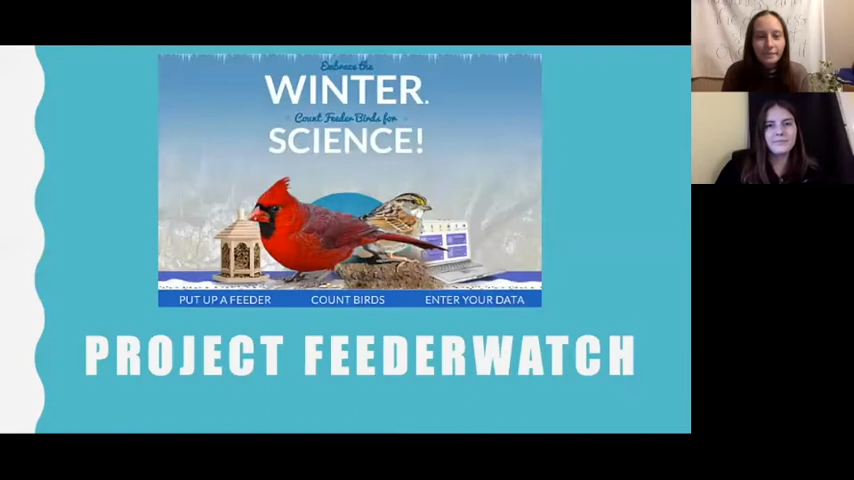 Embrace the
WINTER.
Count Feeder Birds for
SCIENCE!
PUT UP A FEEDER COUNT BIRDS ENTER YOUR DATA
PROJECT FEEDERWATCH